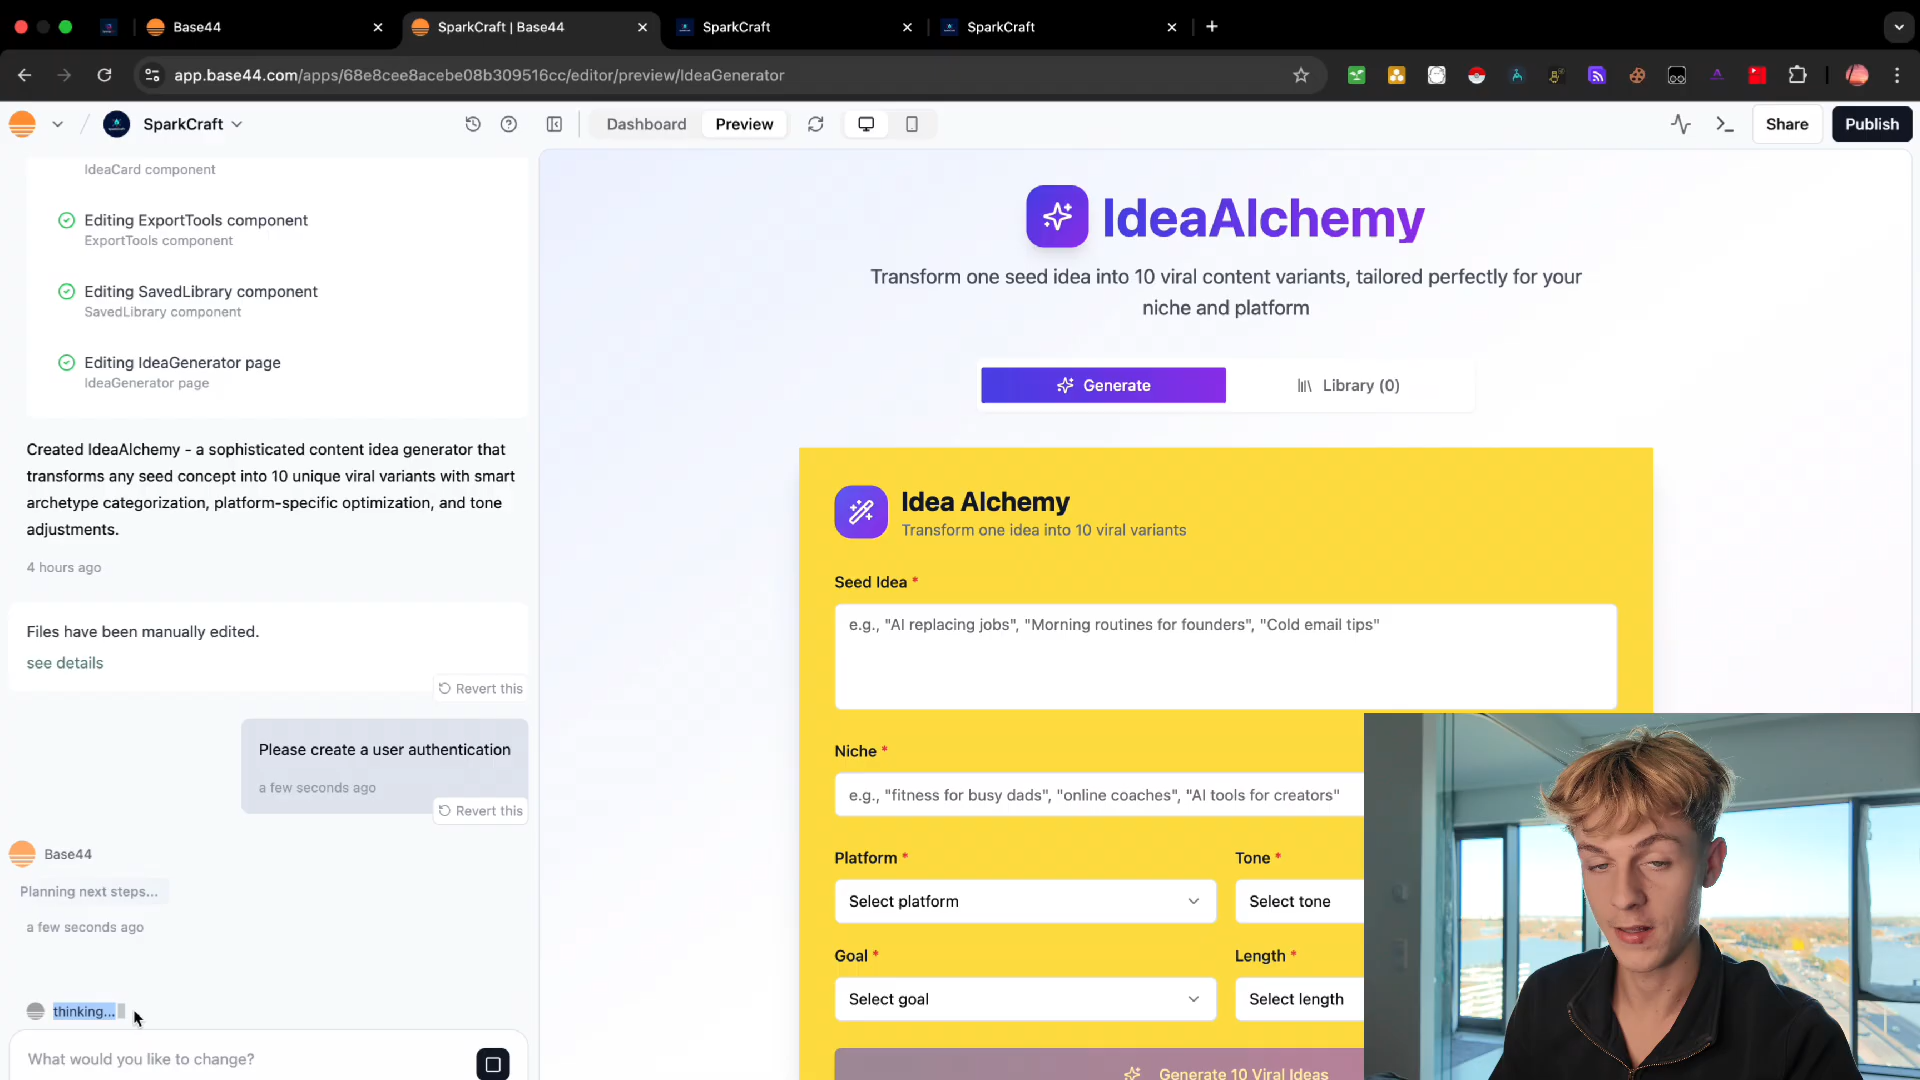 Base44
SparkCraft | Base44
SparkCraft
SparkCraft
app.base44.com/apps/68e8cee8acebe08b309516cc/editor/preview/IdeaGenerator
SparkCraft
Dashboard
Preview
Share
Publish
IdeaCard component
Editing ExportTools component
ExportTools component
Editing SavedLibrary component
SavedLibrary component
Editing IdeaGenerator page
IdeaGenerator page
Created IdeaAlchemy - a sophisticated content idea generator that
transforms any seed concept into 10 unique viral variants with smart
archetype categorization, platform-specific optimization, and tone
adjustments.
4 hours ago
Files have been manually edited.
see details
Revert this
Please create a user authentication
a few seconds ago
Revert this
Base44
Planning next steps...
a few seconds ago
thinking...
What would you like to change?
IdeaAlchemy
Transform one seed idea into 10 viral content variants, tailored perfectly for your
niche and platform
Generate
Library (0)
Idea Alchemy
Transform one idea into 10 viral variants
Seed Idea *
e.g., "AI replacing jobs", "Morning routines for founders", "Cold email tips"
Niche *
e.g., "fitness for busy dads", "online coaches", "AI tools for creators"
Platform *
Tone *
Select platform
Select tone
Goal *
Length *
Select goal
Select length
Generate 10 Viral Ideas